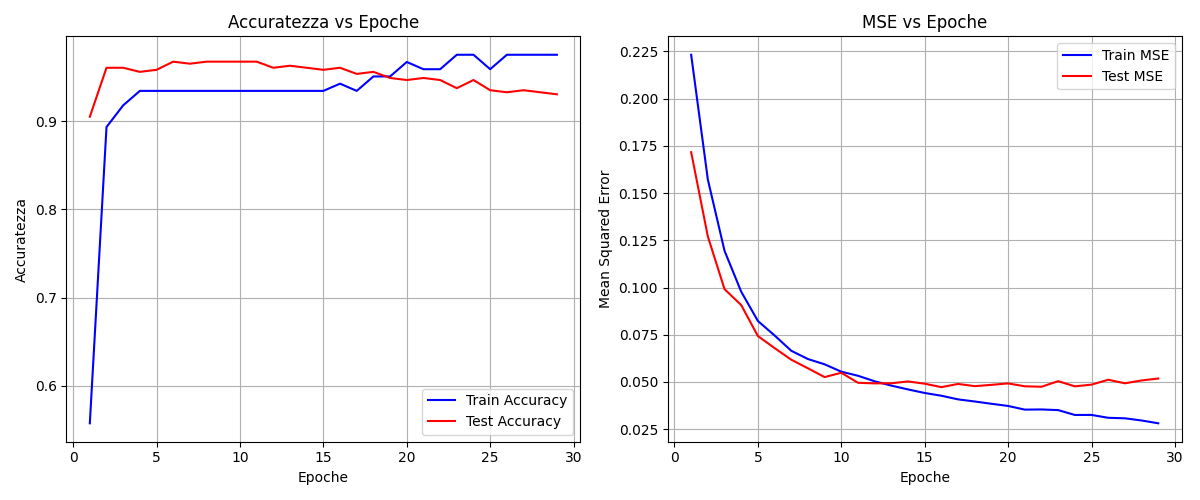 Accuratezza vs Epoche
Accuratezza
0.9
0.8
0.7
0.6
0 5 10 15 20 25 30
Epoche
Train Accuracy
Test Accuracy
MSE vs Epoche
Mean Squared Error
0.225
0.200
0.175
0.150
0.125
0.100
0.075
0.050
0.025
0 5 10 15 20 25 30
Epoche
Train MSE
Test MSE